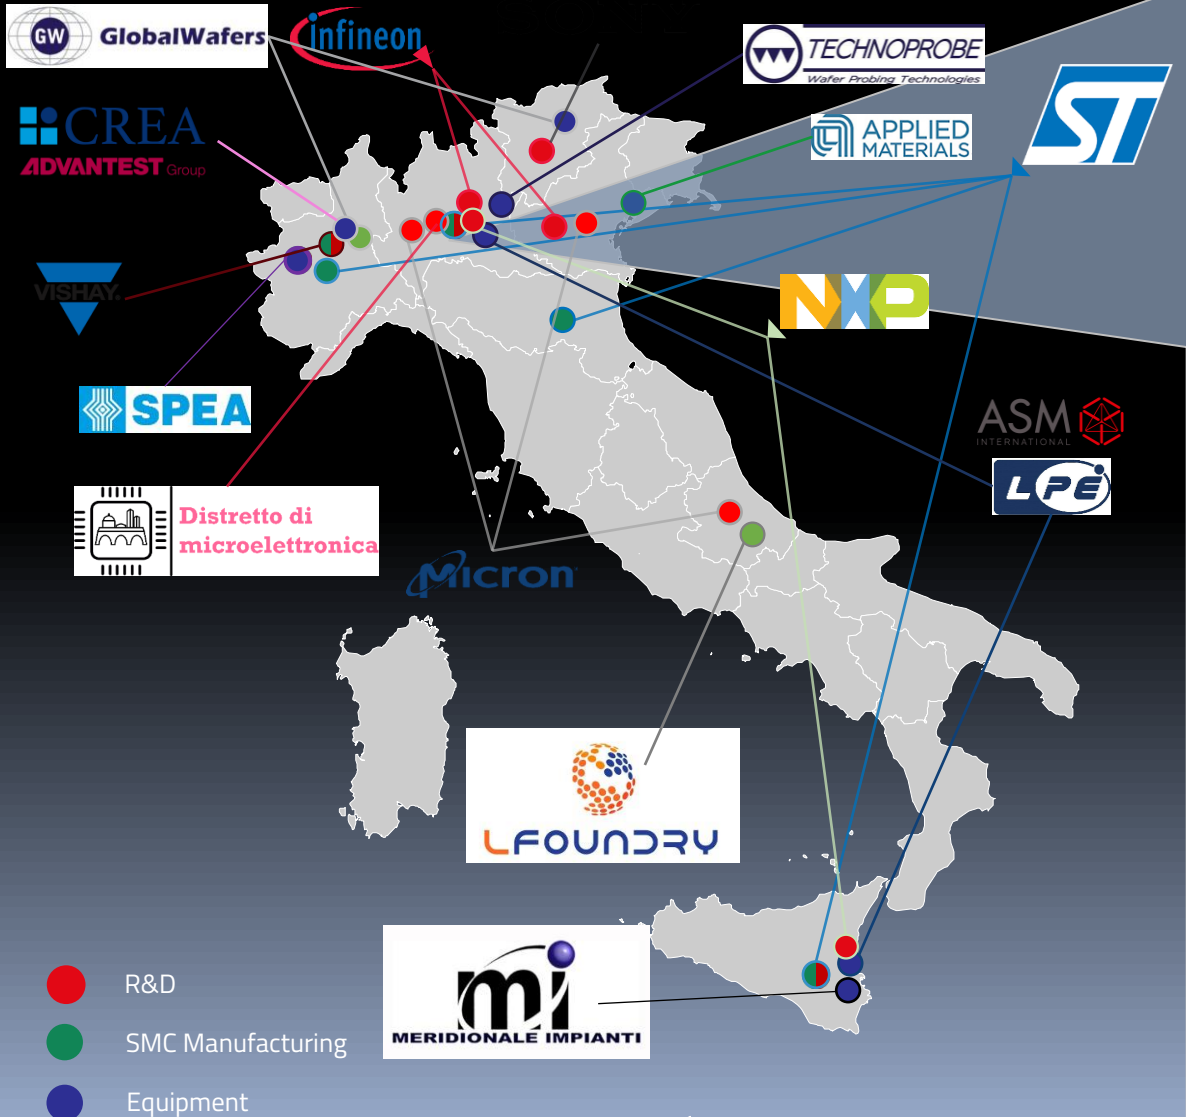 GW GlobalWafers
infineon
TECHNOPROBE
Wafer Probing Technologies
ST
CREA
ADVANTEST Group
APPLIED
MATERIALS
VISHAY.
NXP
SPEA
ASM
INTERNATIONAL
LPE
Distretto di
microelettronica
Micron
LFOUNDRY
mi
MERIDIONALE IMPIANTI
R&D
SMC Manufacturing
Equipment